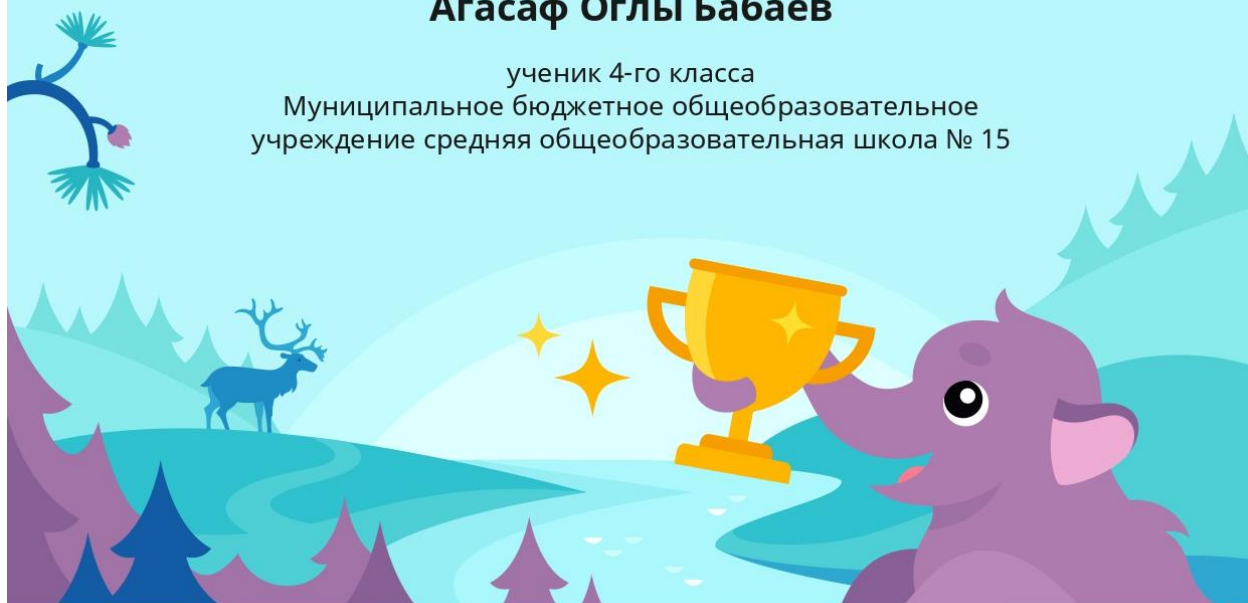 Агасаф Оглы Бабаев
ученик 4-го класса
Муниципальное бюджетное общеобразовательное
учреждение средняя общеобразовательная школа № 15